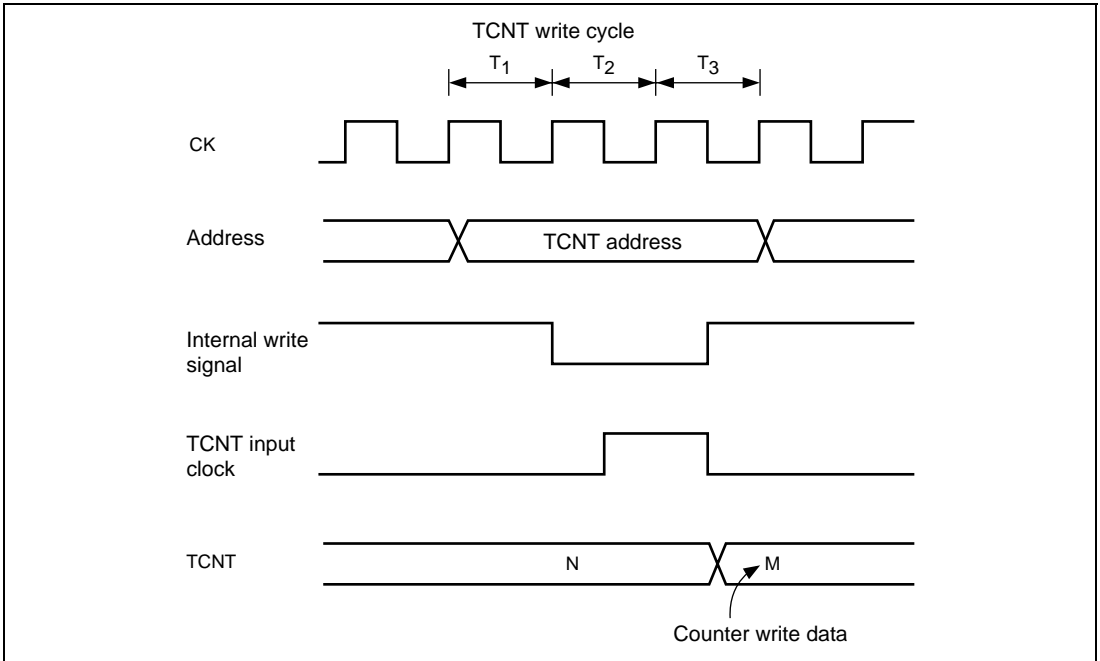 TCNT write cycle
T1 T2 T3
CK
Address
TCNT address
Internal write
signal
TCNT input
clock
TCNT
N
M
Counter write data